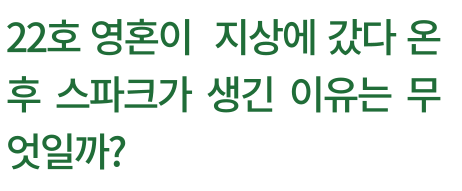 22호 영혼이 지상에 갔다 온
후 스파크가 생긴 이유는 무
엇일까?